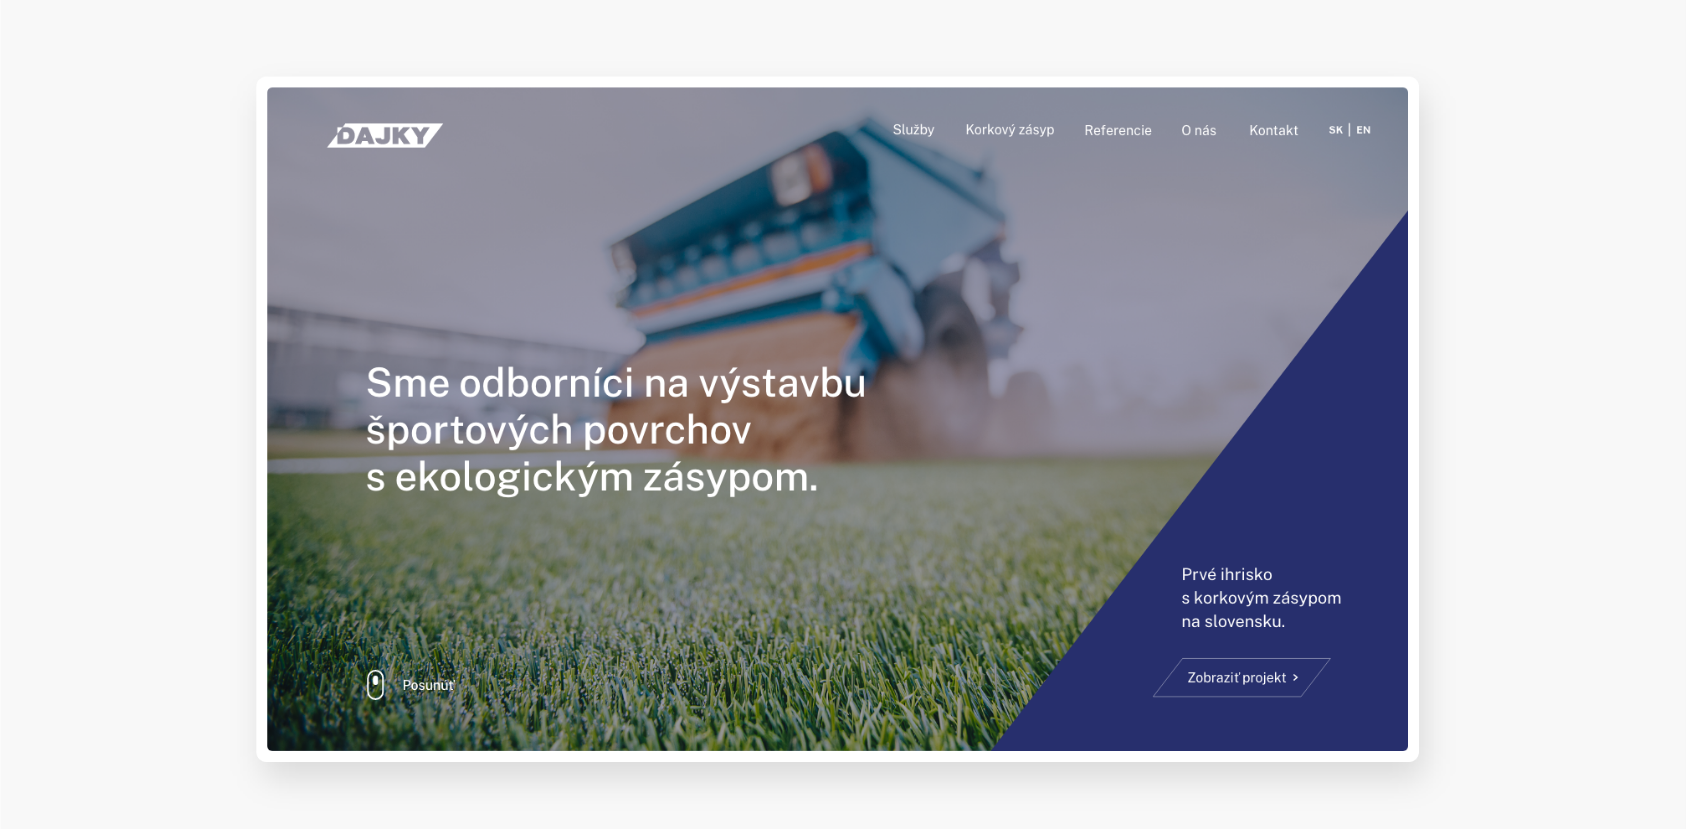 DAJKY
Služby
Korkový zásyp
Referencie
O nás
Kontakt
SK | EN
Sme odborníci na výstavbu
športových povrchov
s ekologickým zásypom.
Prvé ihrisko
s korkovým zásypom
na slovensku.
Zobraziť projekt >
Posunuť